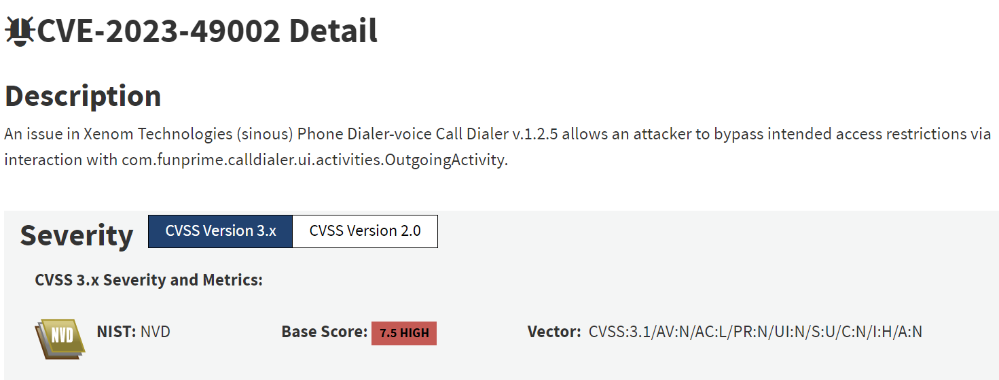 CVE-2023-49002 Detail
Description
An issue in Xenom Technologies (sinous) Phone Dialer-voice Call Dialer v.1.2.5 allows an attacker to bypass intended access restrictions via
interaction with com.funprime.calldialer.ui.activities.OutgoingActivity.
Severity CVSS Version 3.x CVSS Version 2.0
CVSS 3.x Severity and Metrics:
NVD NIST: NVD Base Score: 7.5 HIGH Vector: CVSS:3.1/AV:N/AC:L/PR:N/UI:N/S:U/C:N/I:H/A:N